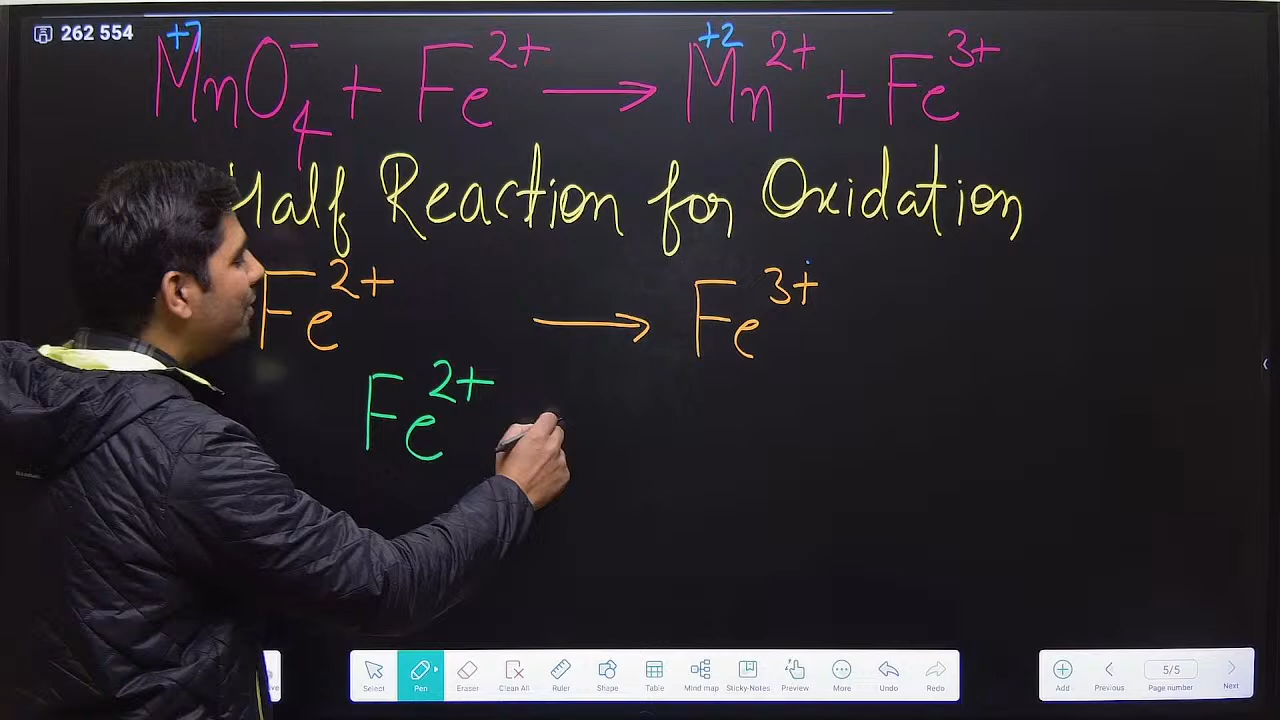 262 554
+7 +2
MnO₄⁻ + Fe²⁺ ⟶ Mn²⁺ + Fe³⁺
Half Reaction for Oxidation
Fe²⁺ ⟶ Fe³⁺
Fe²⁺
Select Pen Eraser Clean All Ruler Shape Table Mind map Sticky-Notes Preview More Undo Redo
Add Previous 5/5 Page number Next